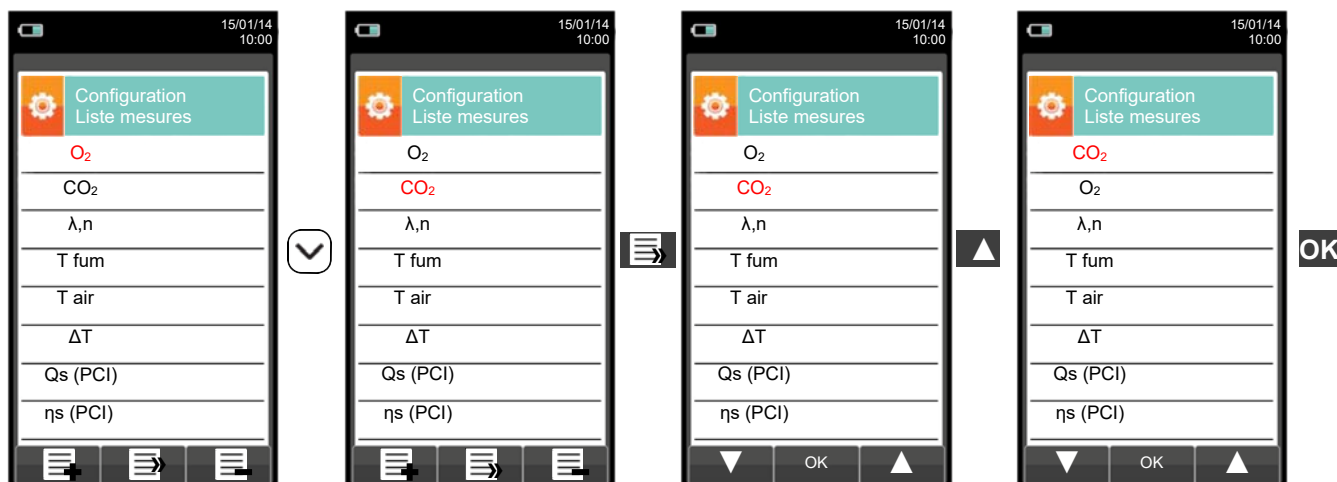 15/01/14
10:00
Configuration
Liste mesures
O₂
CO₂
λ,n
T fum
T air
ΔT
Qs (PCI)
ηs (PCI)
15/01/14
10:00
Configuration
Liste mesures
O₂
CO₂
λ,n
T fum
T air
ΔT
Qs (PCI)
ηs (PCI)
15/01/14
10:00
Configuration
Liste mesures
O₂
CO₂
λ,n
T fum
T air
ΔT
Qs (PCI)
ηs (PCI)
OK
15/01/14
10:00
Configuration
Liste mesures
CO₂
O₂
λ,n
T fum
T air
ΔT
Qs (PCI)
ηs (PCI)
OK
OK